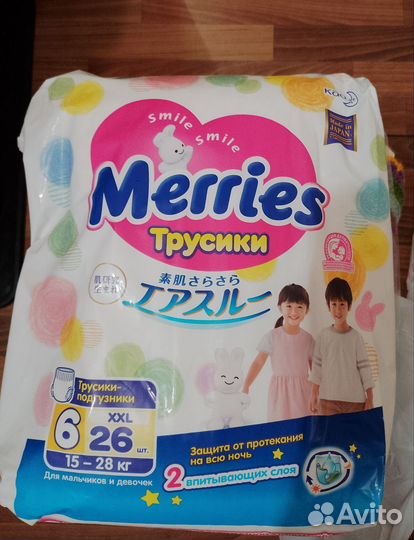 Kao
Made in
JAPAN
Smile Smile
Merries
Трусики
素肌さらさら
エアスルー
Трусики-
подгузники
6
XXL
26 шт.
15 – 28 кг
Для мальчиков и девочек
Защита от протекания
на всю ночь
2 впитывающих слоя
Avito